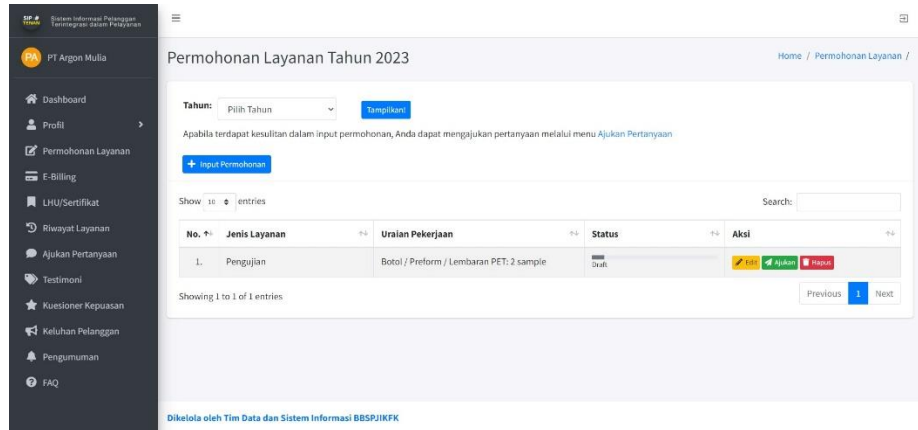 SIP # TENAN
Sistem Informasi Pelanggan
Terintegrasi dalam Pelayanan
PA PT Argon Mulia
Dashboard
Profil
Permohonan Layanan
E-Billing
LHU/Sertifikat
Riwayat Layanan
Ajukan Pertanyaan
Testimoni
Kuesioner Kepuasan
Keluhan Pelanggan
Pengumuman
FAQ
Permohonan Layanan Tahun 2023
Home / Permohonan Layanan /
Tahun: Pilih Tahun Tampilkan!
Apabila terdapat kesulitan dalam input permohonan, Anda dapat mengajukan pertanyaan melalui menu Ajukan Pertanyaan
+ Input Permohonan
Show 10 entries Search:
No. Jenis Layanan Uraian Pekerjaan Status Aksi
1. Pengujian Botol / Preform / Lembaran PET: 2 sample Draft Edit Ajukan Hapus
Showing 1 to 1 of 1 entries
Previous 1 Next
Dikelola oleh Tim Data dan Sistem Informasi BBSPJIKFK